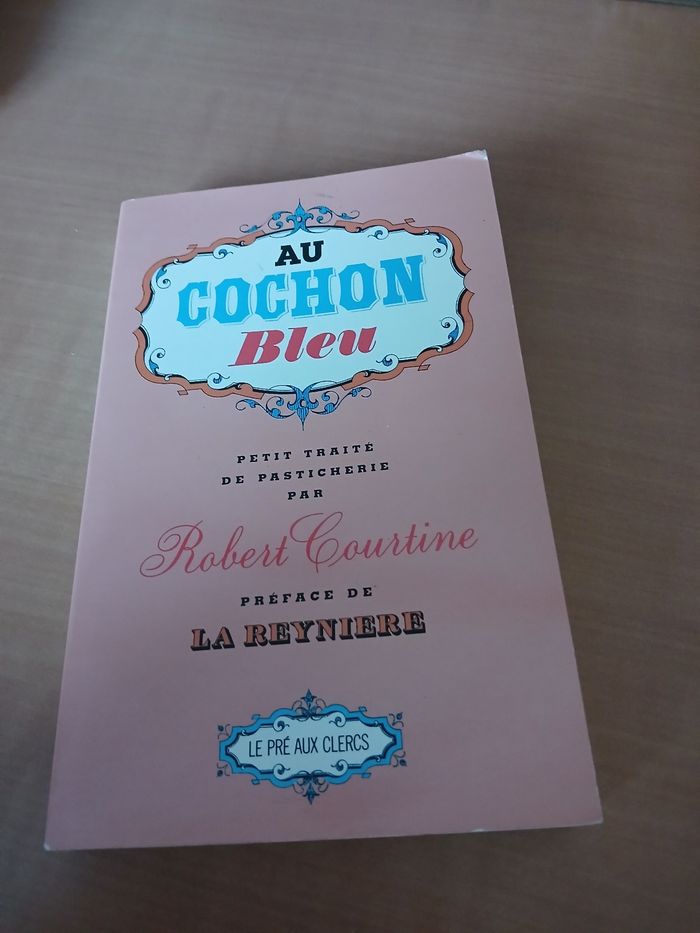 AU
COCHON
Bleu
PETIT TRAITÉ
DE PASTICHERIE
PAR
Robert Courtine
PRÉFACE DE
LA REYNIERE
LE PRÉ AUX CLERCS